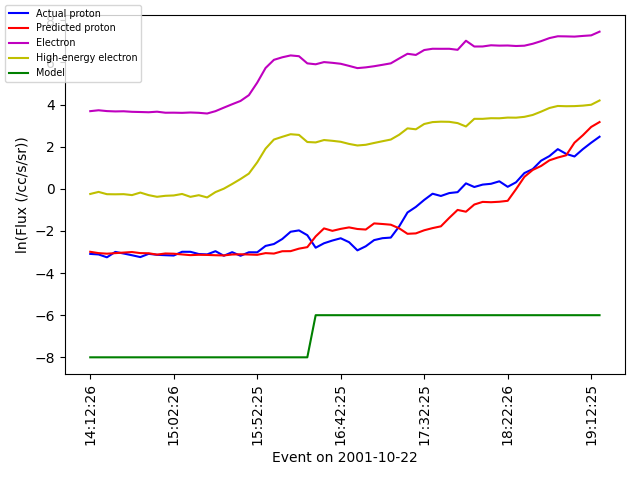 Actual proton
Predicted proton
Electron
High-energy electron
Model
4
2
0
−2
−4
−6
−8
ln(Flux (/cc/s/sr))
14:12:26
15:02:26
15:52:25
16:42:25
17:32:25
18:22:26
19:12:25
Event on 2001-10-22